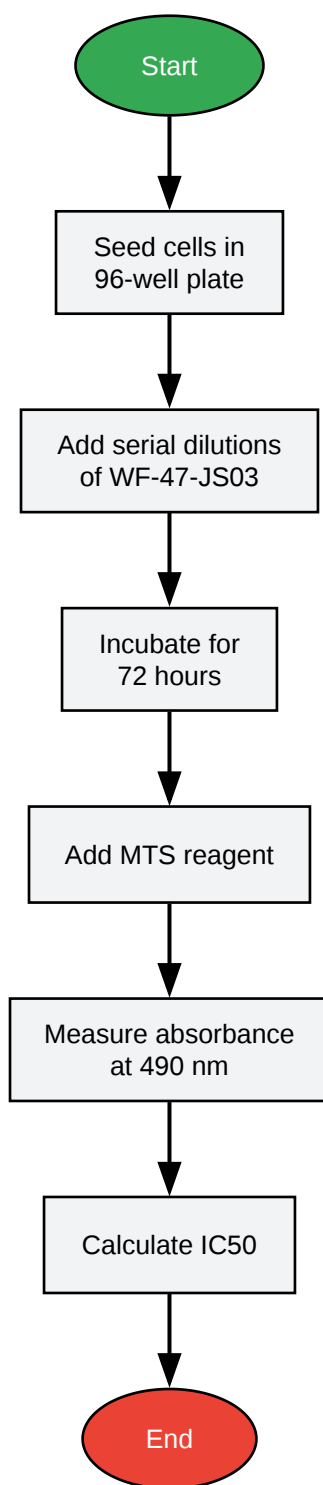 Start
Seed cells in
96-well plate
Add serial dilutions
of WF-47-JS03
Incubate for
72 hours
Add MTS reagent
Measure absorbance
at 490 nm
Calculate IC50
End